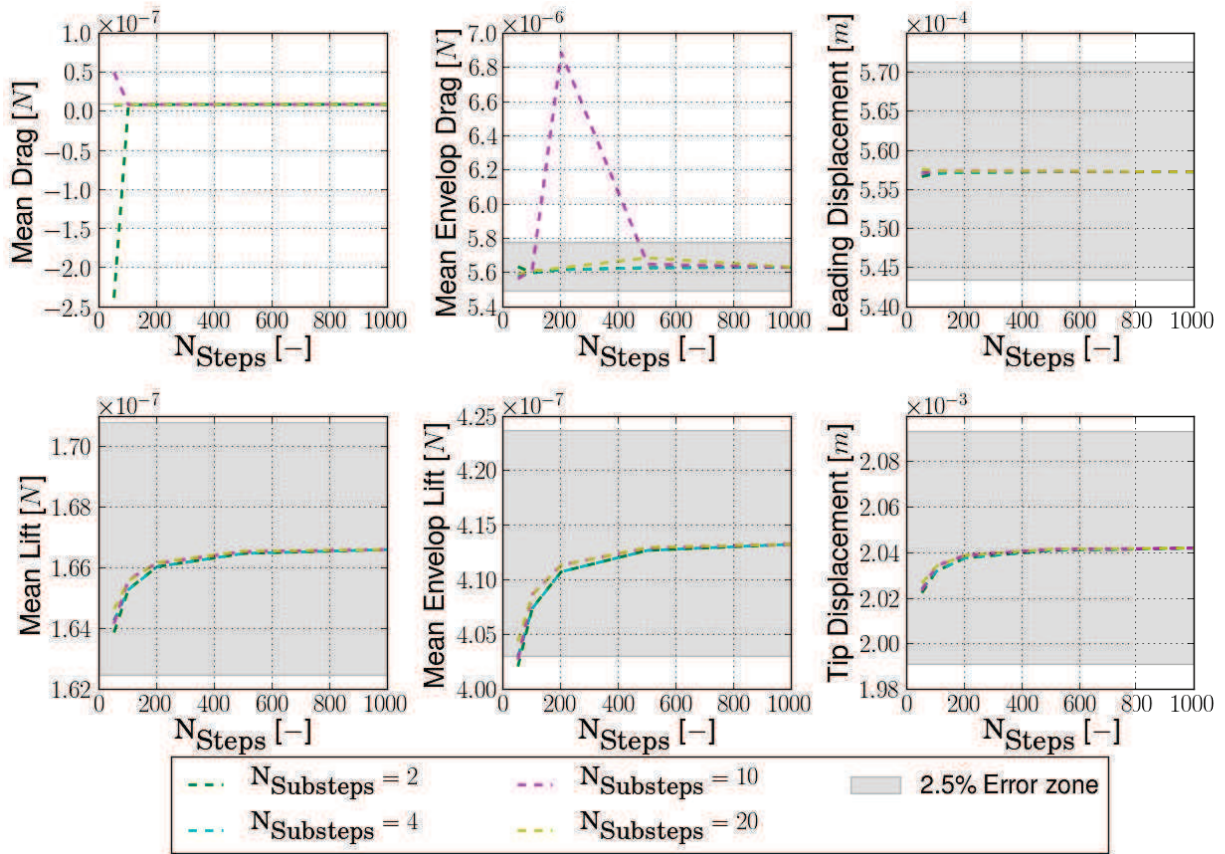 ×10⁻⁷
Mean Drag [N]
1.0
0.5
0.0
−0.5
−1.0
−1.5
−2.0
−2.5
0 200 400 600 800 1000
N_Steps [−]
×10⁻⁶
Mean Envelop Drag [N]
7.0
6.8
6.6
6.4
6.2
6.0
5.8
5.6
5.4
0 200 400 600 800 1000
N_Steps [−]
×10⁻⁴
Leading Displacement [m]
5.70
5.60
5.50
5.44
5.40
0 200 400 600 800 1000
N_Steps [−]
×10⁻⁷
Mean Lift [N]
1.70
1.68
1.66
1.64
1.62
0 200 400 600 800 1000
N_Steps [−]
×10⁻⁷
Mean Envelop Lift [N]
4.25
4.20
4.15
4.10
4.05
4.00
0 200 400 600 800 1000
N_Steps [−]
×10⁻³
Tip Displacement [m]
2.08
2.06
2.04
2.02
2.00
1.98
0 200 400 600 800 1000
N_Steps [−]
N_Substeps = 2
N_Substeps = 10
2.5% Error zone
N_Substeps = 4
N_Substeps = 20